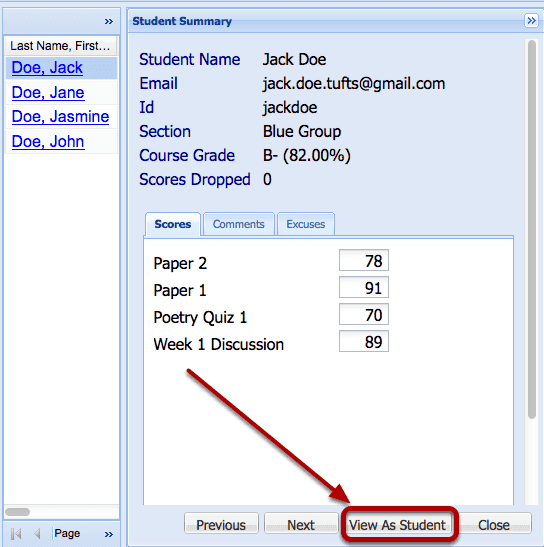 Student Summary
Last Name, First...
Doe, Jack
Doe, Jane
Doe, Jasmine
Doe, John
Page
Student Name Jack Doe
Email jack.doe.tufts@gmail.com
Id jackdoe
Section Blue Group
Course Grade B- (82.00%)
Scores Dropped 0
Scores Comments Excuses
Paper 2 78
Paper 1 91
Poetry Quiz 1 70
Week 1 Discussion 89
Previous Next View As Student Close